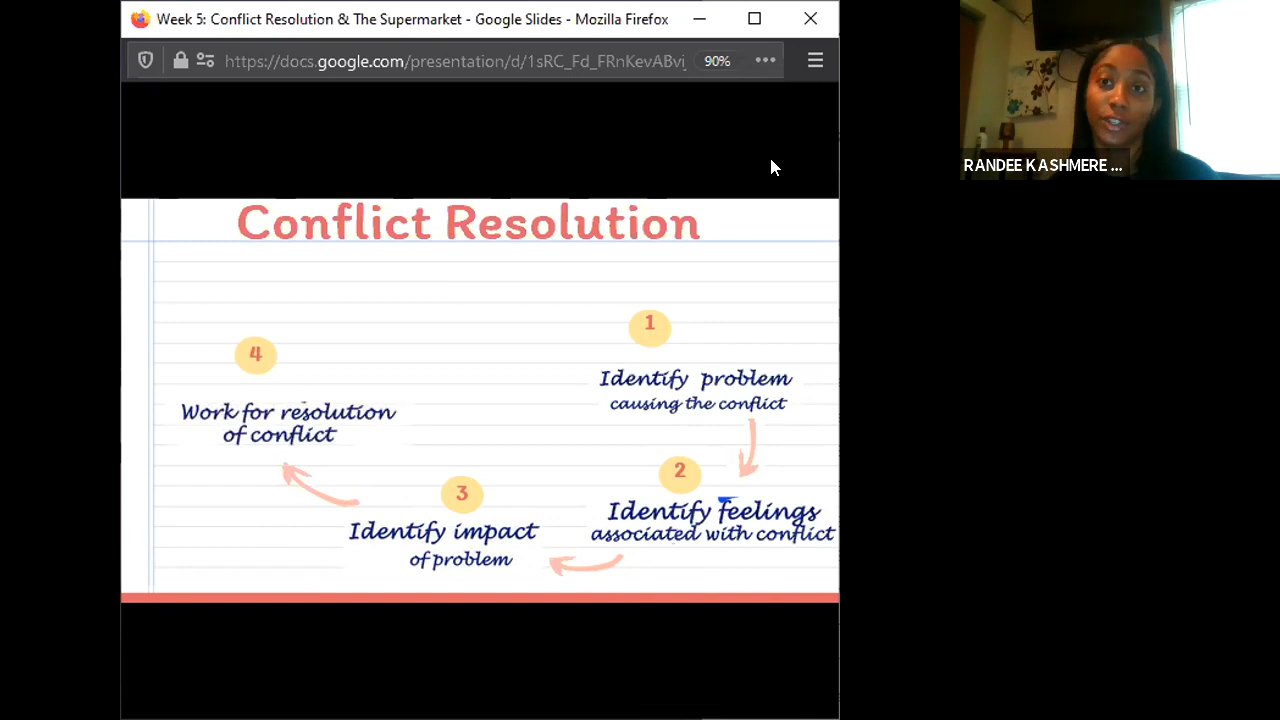 Week 5: Conflict Resolution & The Supermarket - Google Slides - Mozilla Firefox
https://docs.google.com/presentation/d/1sRC_Fd_FRnKevABvi
90%
RANDEE KASHMERE ...
Conflict Resolution
1
Identify problem
causing the conflict
2
Identify feelings
associated with conflict
3
Identify impact
of problem
4
Work for resolution
of conflict